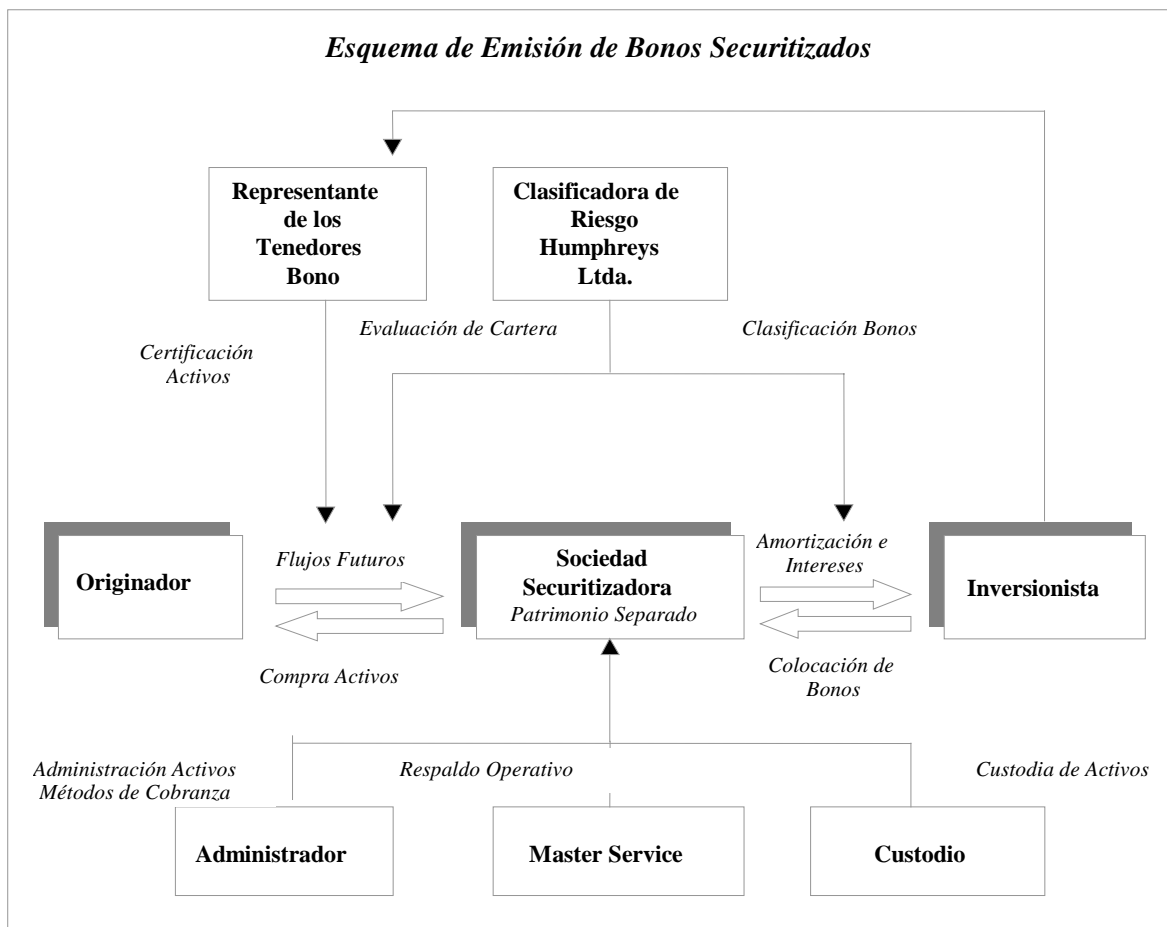 Esquema de Emisión de Bonos Securitizados
Representante
de los
Tenedores
Bono
Clasificadora de
Riesgo
Humphreys
Ltda.
Evaluación de Cartera
Clasificación Bonos
Certificación
Activos
Originador
Flujos Futuros
Compra Activos
Sociedad
Securitizadora
Patrimonio Separado
Amortización e
Intereses
Colocación de
Bonos
Inversionista
Administración Activos
Métodos de Cobranza
Respaldo Operativo
Custodia de Activos
Administrador
Master Service
Custodio